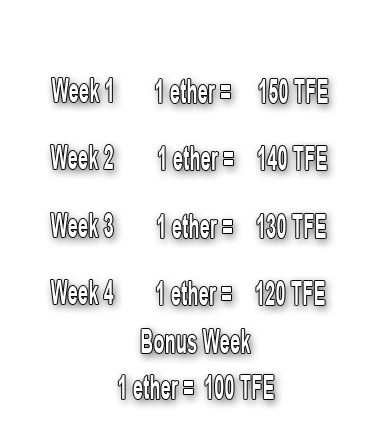 Week 1 1 ether = 150 TFE
Week 2 1 ether = 140 TFE
Week 3 1 ether = 130 TFE
Week 4 1 ether = 120 TFE
Bonus Week
1 ether = 100 TFE